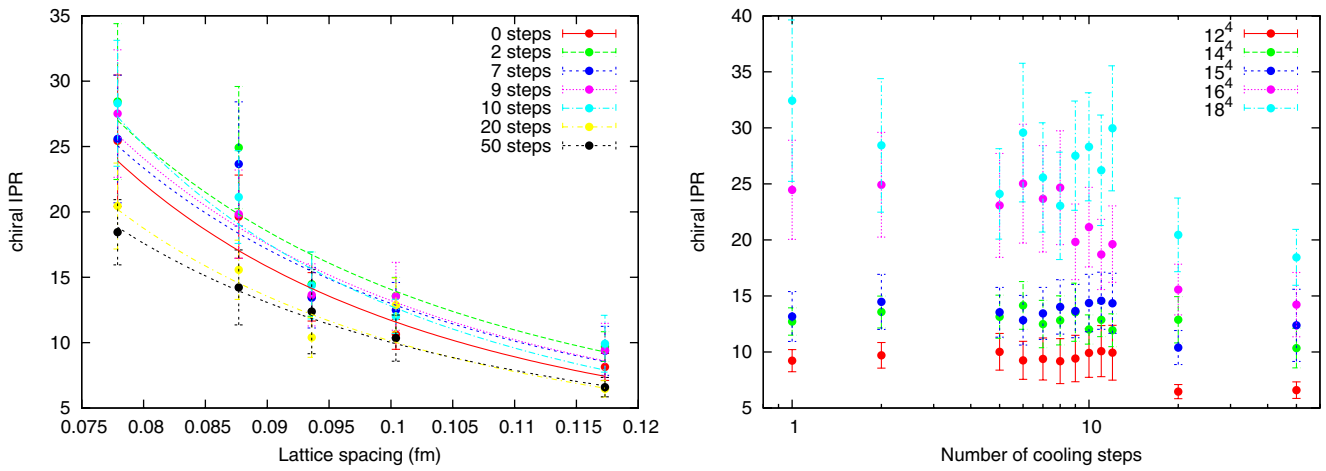 40
35
30
25
20
15
10
5
chiral IPR
0.075 0.08 0.085 0.09 0.095 0.1 0.105 0.11 0.115 0.12
Lattice spacing (fm)
0 steps
2 steps
7 steps
9 steps
10 steps
20 steps
50 steps
40
35
30
25
20
15
10
5
chiral IPR
1 10
Number of cooling steps
12^4
14^4
15^4
16^4
18^4